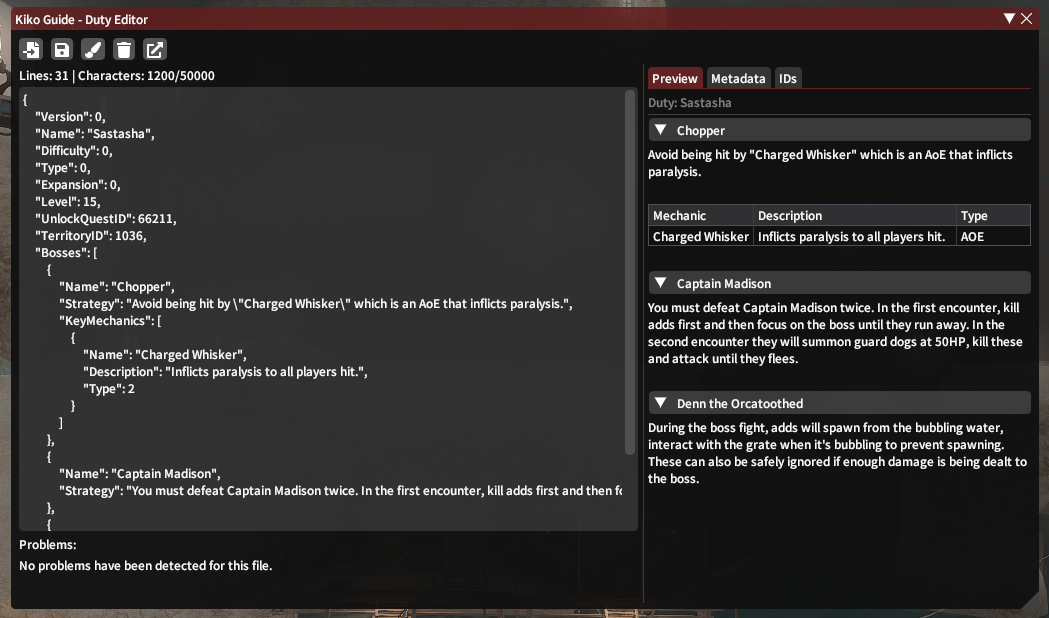 Kiko Guide - Duty Editor
Lines: 31 | Characters: 1200/50000
{
"Version": 0,
"Name": "Sastasha",
"Difficulty": 0,
"Type": 0,
"Expansion": 0,
"Level": 15,
"UnlockQuestID": 66211,
"TerritoryID": 1036,
"Bosses": [
{
"Name": "Chopper",
"Strategy": "Avoid being hit by \"Charged Whisker\" which is an AoE that inflicts paralysis.",
"KeyMechanics": [
{
"Name": "Charged Whisker",
"Description": "Inflicts paralysis to all players hit.",
"Type": 2
}
]
},
{
"Name": "Captain Madison",
"Strategy": "You must defeat Captain Madison twice. In the first encounter, kill adds first and then fo
},
{
Problems:
No problems have been detected for this file.
Preview Metadata IDs
Duty: Sastasha
Chopper
Avoid being hit by "Charged Whisker" which is an AoE that inflicts
paralysis.
Mechanic Description Type
Charged Whisker Inflicts paralysis to all players hit. AOE
Captain Madison
You must defeat Captain Madison twice. In the first encounter, kill
adds first and then focus on the boss until they run away. In the
second encounter they will summon guard dogs at 50HP, kill these
and attack until they flees.
Denn the Orcatoothed
During the boss fight, adds will spawn from the bubbling water,
interact with the grate when it's bubbling to prevent spawning.
These can also be safely ignored if enough damage is being dealt to
the boss.